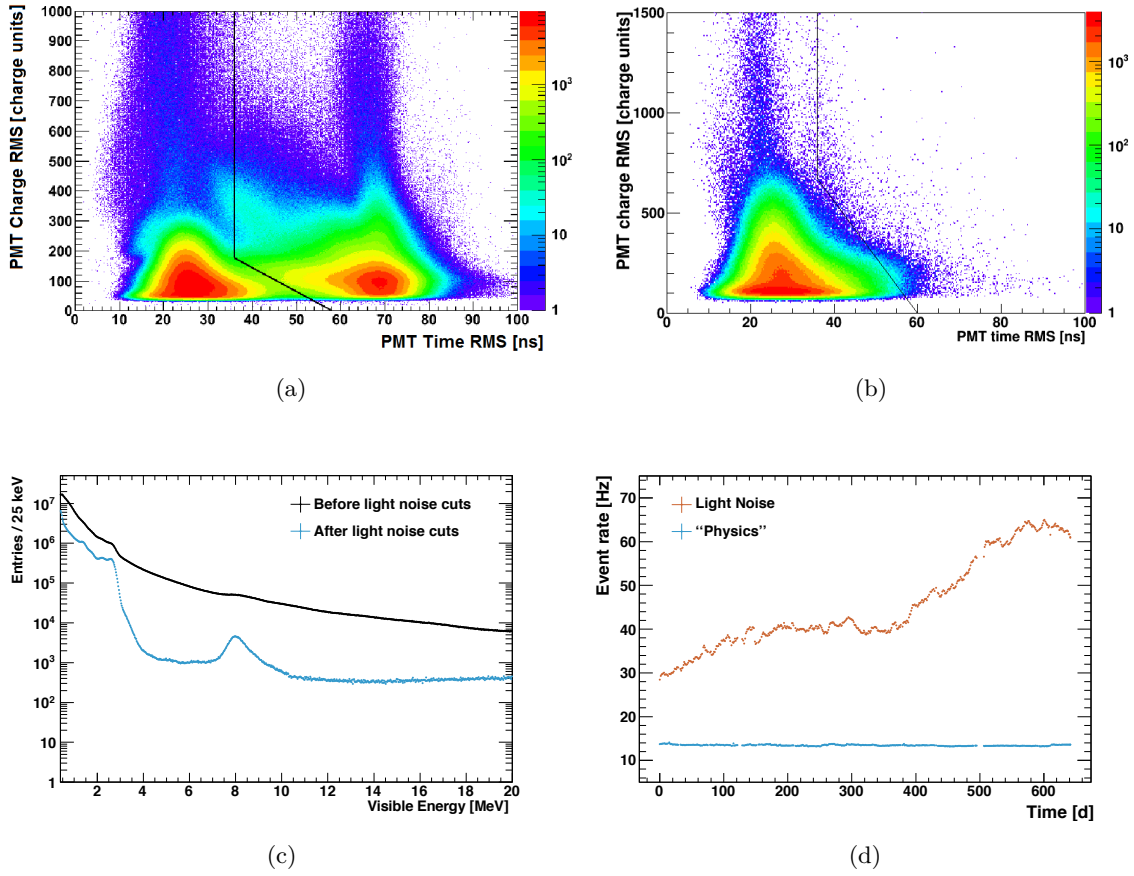 PMT Charge RMS [charge units]
1000
900
800
700
600
500
400
300
200
100
0
0 10 20 30 40 50 60 70 80 90 100
PMT Time RMS [ns]
10³
10²
10
1
(a)
PMT charge RMS [charge units]
1500
1000
500
0
0 20 40 60 80 100
PMT time RMS [ns]
10³
10²
10
1
(b)
Entries / 25 keV
10⁷
10⁶
10⁵
10⁴
10³
10²
10
1
Before light noise cuts
After light noise cuts
2 4 6 8 10 12 14 16 18 20
Visible Energy [MeV]
(c)
Event rate [Hz]
70
60
50
40
30
20
10
Light Noise
“Physics”
0 100 200 300 400 500 600
Time [d]
(d)